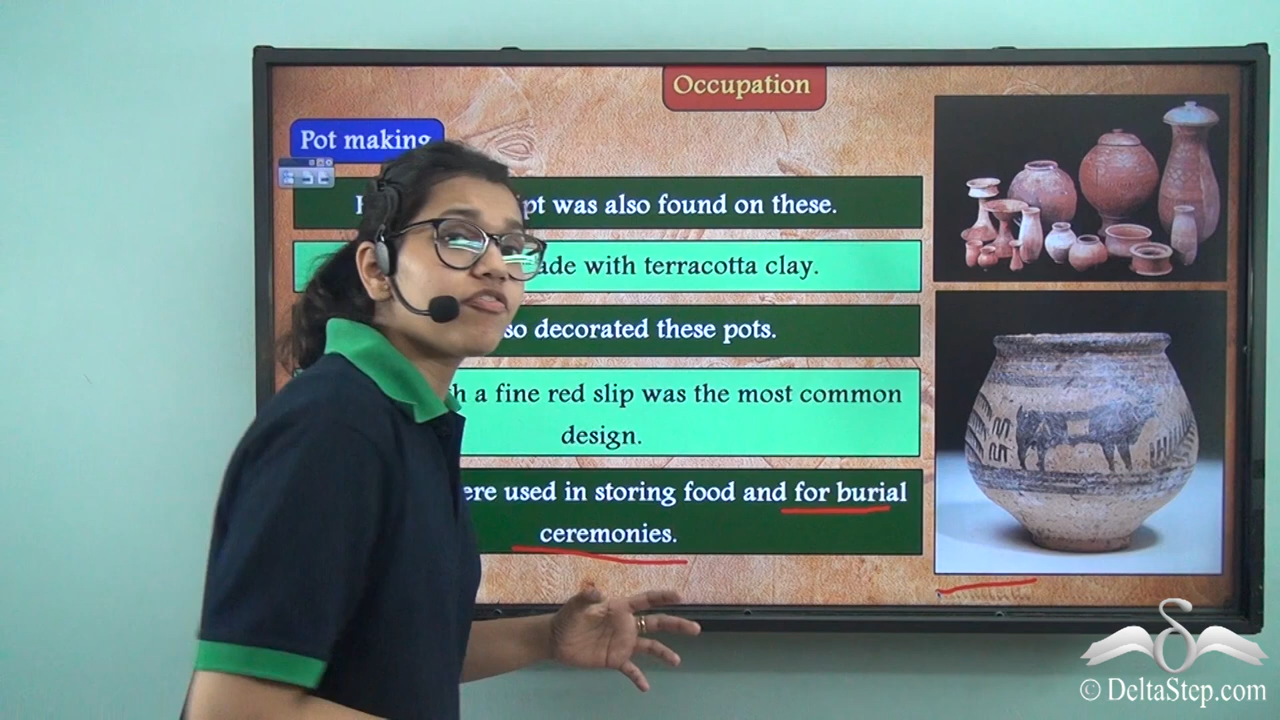 Occupation
Pot making
pt was also found on these.
ade with terracotta clay.
so decorated these pots.
h a fine red slip was the most common
design.
ere used in storing food and for burial
ceremonies.
© DeltaStep.com